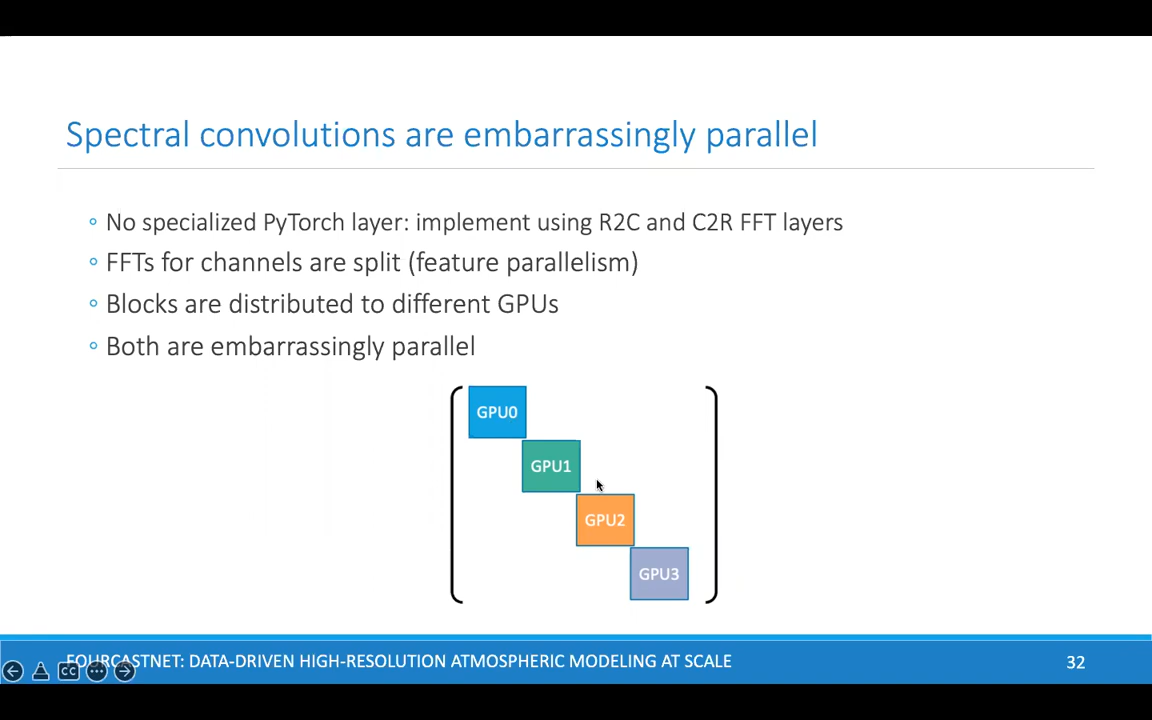 Spectral convolutions are embarrassingly parallel
No specialized PyTorch layer: implement using R2C and C2R FFT layers
FFTs for channels are split (feature parallelism)
Blocks are distributed to different GPUs
Both are embarrassingly parallel
GPU0
GPU1
GPU2
GPU3
FOURCASTNET: DATA-DRIVEN HIGH-RESOLUTION ATMOSPHERIC MODELING AT SCALE
32
CC